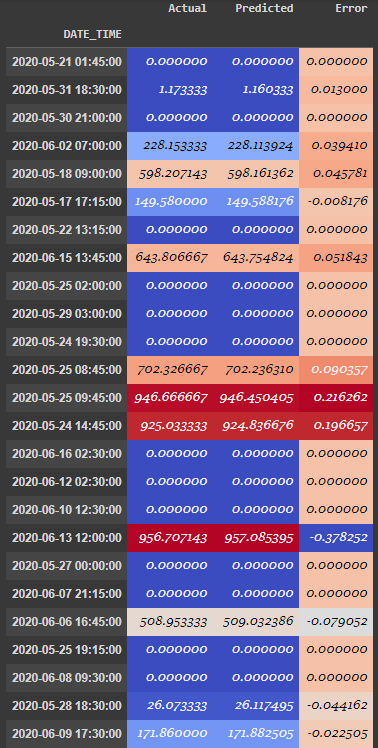 Actual Predicted Error
DATE_TIME
2020-05-21 01:45:00 0.000000 0.000000 0.000000
2020-05-31 18:30:00 1.173333 1.160333 0.013000
2020-05-30 21:00:00 0.000000 0.000000 0.000000
2020-06-02 07:00:00 228.153333 228.113924 0.039410
2020-05-18 09:00:00 598.207143 598.161362 0.045781
2020-05-17 17:15:00 149.580000 149.588176 -0.008176
2020-05-22 13:15:00 0.000000 0.000000 0.000000
2020-06-15 13:45:00 643.806667 643.754824 0.051843
2020-05-25 02:00:00 0.000000 0.000000 0.000000
2020-05-29 03:00:00 0.000000 0.000000 0.000000
2020-05-24 19:30:00 0.000000 0.000000 0.000000
2020-05-25 08:45:00 702.326667 702.236310 0.090357
2020-05-25 09:45:00 946.666667 946.450405 0.216262
2020-05-24 14:45:00 925.033333 924.836676 0.196657
2020-06-16 02:30:00 0.000000 0.000000 0.000000
2020-06-12 02:30:00 0.000000 0.000000 0.000000
2020-06-10 12:30:00 0.000000 0.000000 0.000000
2020-06-13 12:00:00 956.707143 957.085395 -0.378252
2020-05-27 00:00:00 0.000000 0.000000 0.000000
2020-06-07 21:15:00 0.000000 0.000000 0.000000
2020-06-06 16:45:00 508.953333 509.032386 -0.079052
2020-05-25 19:15:00 0.000000 0.000000 0.000000
2020-06-08 09:30:00 0.000000 0.000000 0.000000
2020-05-28 18:30:00 26.073333 26.117495 -0.044162
2020-06-09 17:30:00 171.860000 171.882505 -0.022505